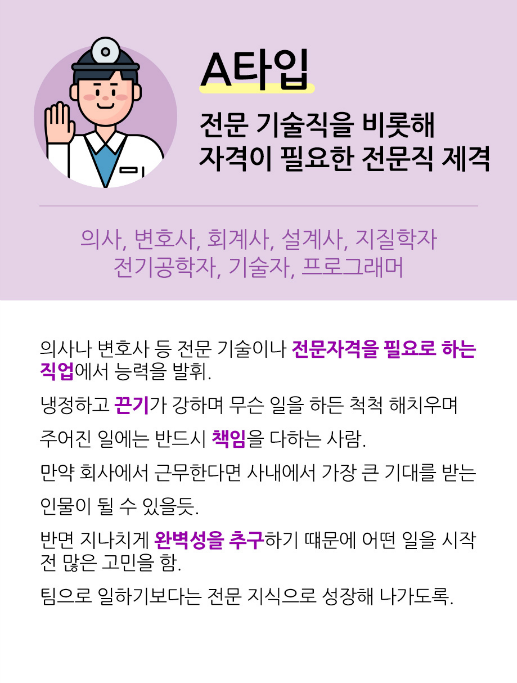 A타입
전문 기술직을 비롯해
자격이 필요한 전문직 제격
의사, 변호사, 회계사, 설계사, 지질학자
전기공학자, 기술자, 프로그래머
의사나 변호사 등 전문 기술이나 전문자격을 필요로 하는
직업에서 능력을 발휘.
냉정하고 끈기가 강하며 무슨 일을 하든 척척 해치우며
주어진 일에는 반드시 책임을 다하는 사람.
만약 회사에서 근무한다면 사내에서 가장 큰 기대를 받는
인물이 될 수 있을듯.
반면 지나치게 완벽성을 추구하기 떄문에 어떤 일을 시작
전 많은 고민을 함.
팀으로 일하기보다는 전문 지식으로 성장해 나가도록.